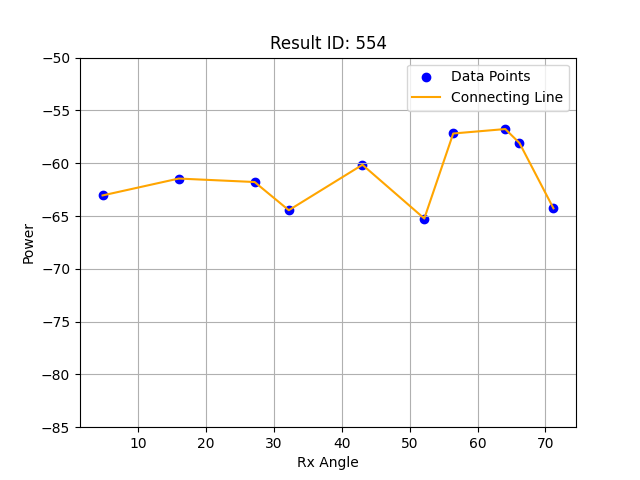 Result ID: 554
Data Points
Connecting Line
Power
−50
−55
−60
−65
−70
−75
−80
−85
10 20 30 40 50 60 70
Rx Angle